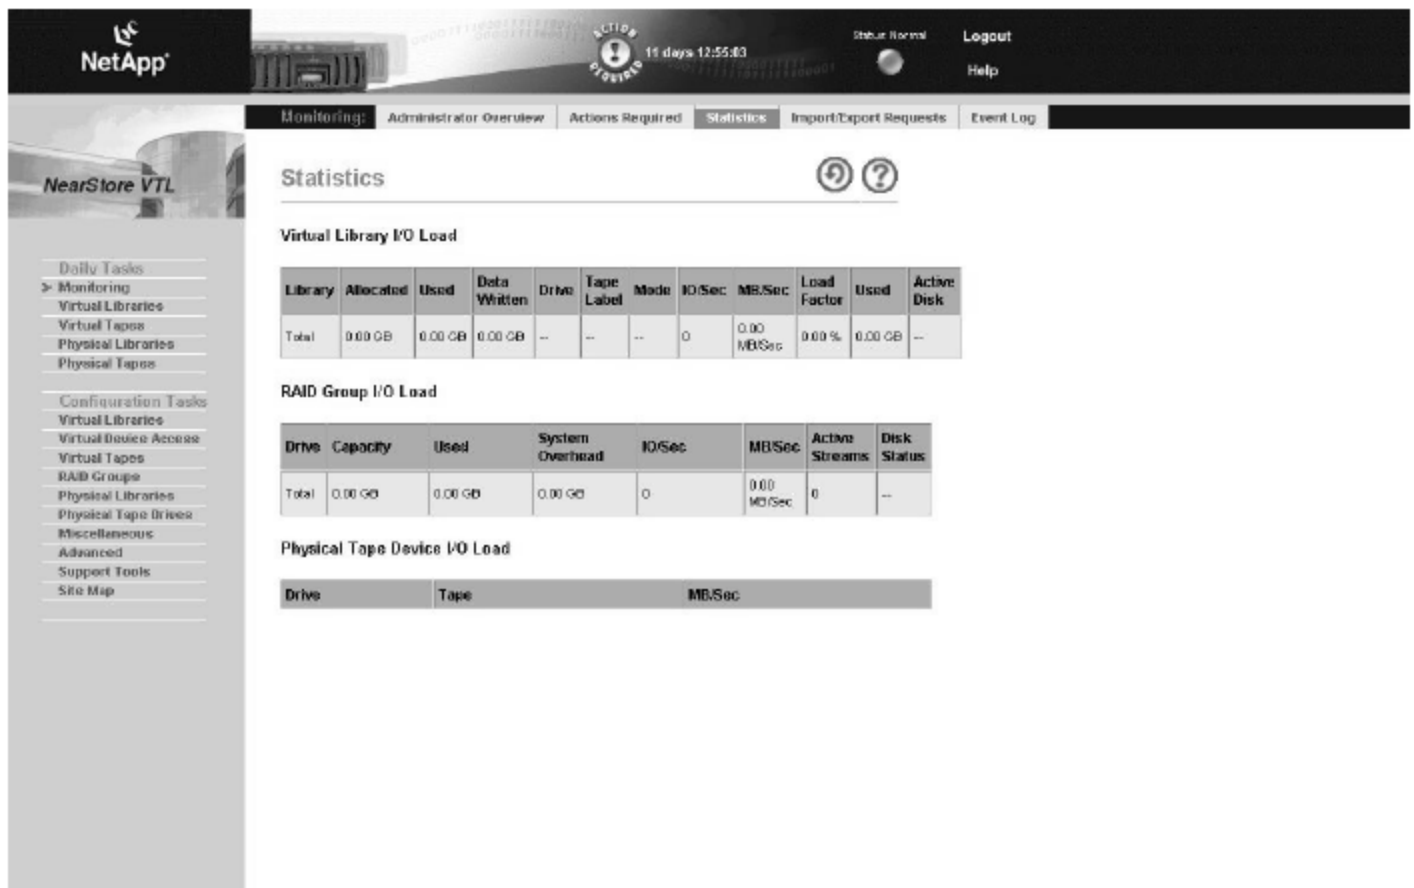 NetApp
ACTION REQUIRED
11 days 12:55:03
Status Normal
Logout
Help
Monitoring: Administrator Overview Actions Required Statistics Import/Export Requests Event Log
NearStore VTL
Daily Tasks
Monitoring
Virtual Libraries
Virtual Tapes
Physical Libraries
Physical Tapes
Configuration Tasks
Virtual Libraries
Virtual Device Access
Virtual Tapes
RAID Groups
Physical Libraries
Physical Tape Drives
Miscellaneous
Advanced
Support Tools
Site Map
Statistics
Virtual Library I/O Load
Library Allocated Used Data Written Drive Tape Label Mode IO/Sec MB/Sec Load Factor Used Active Disk
Total 0.00 GB 0.00 GB 0.00 GB -- -- -- 0 0.00 MB/Sec 0.00 % 0.00 GB --
RAID Group I/O Load
Drive Capacity Used System Overhead IO/Sec MB/Sec Active Streams Disk Status
Total 0.00 GB 0.00 GB 0.00 GB 0 0.00 MB/Sec 0 --
Physical Tape Device I/O Load
Drive Tape MB/Sec